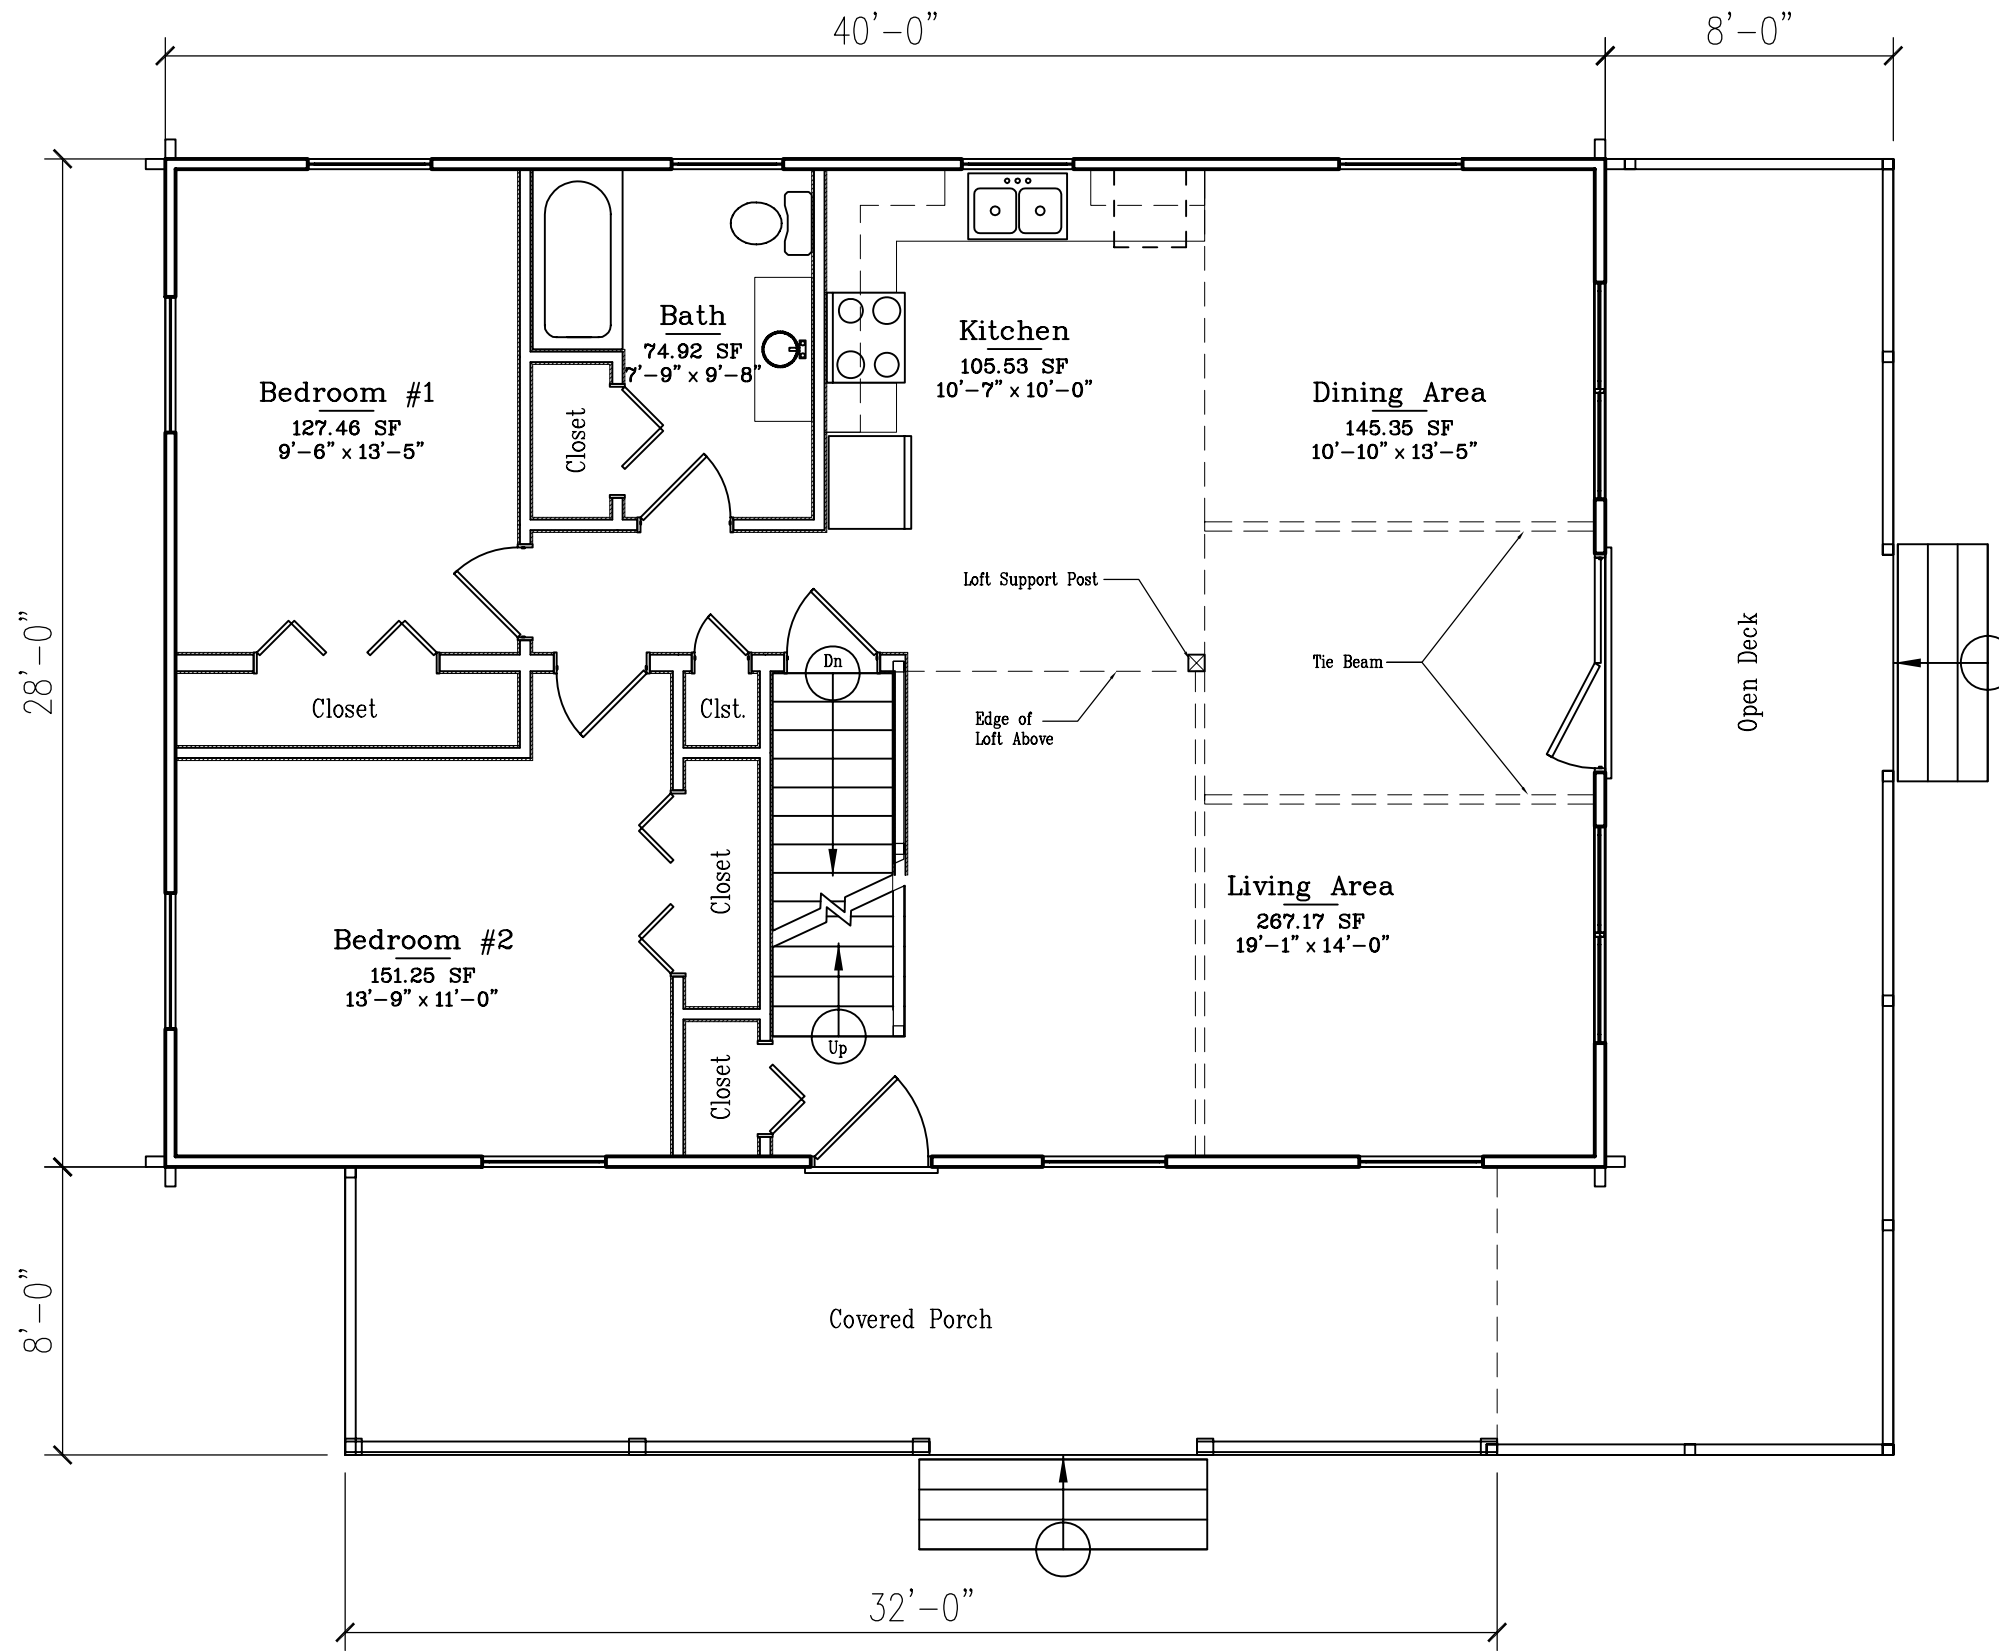 40'-0"
8'-0"
Bath
74.92 SF
7'-9" x 9'-8"
Kitchen
105.53 SF
10'-7" x 10'-0"
Bedroom #1
127.46 SF
9'-6" x 13'-5"
Closet
Dining Area
145.35 SF
10'-10" x 13'-5"
Loft Support Post
28'-0"
Dn
Tie Beam
Open Deck
Closet
Clst.
Edge of
Loft Above
Closet
Living Area
267.17 SF
19'-1" x 14'-0"
Bedroom #2
151.25 SF
13'-9" x 11'-0"
Up
Closet
8'-0"
Covered Porch
32'-0"